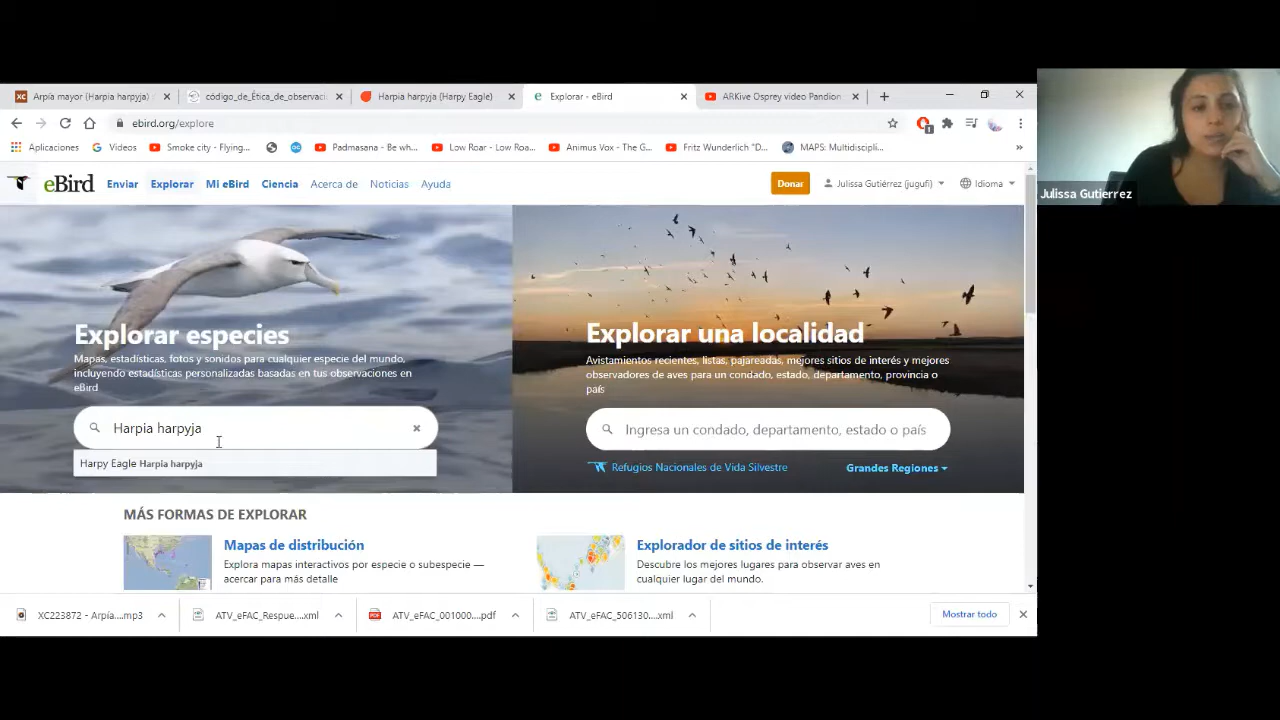 Arpía mayor (Harpia harpyja)
código_de_Ética_de_observaci
Harpia harpyja (Harpy Eagle)
Explorar - eBird
ARKive Osprey video Pandion
ebird.org/explore
1
Aplicaciones
Videos
Smoke city - Flying...
Padmasana - Be wh...
Low Roar - Low Roa...
Animus Vox - The G...
Fritz Wunderlich "D...
MAPS: Multidiscipli...
»
eBird
Enviar
Explorar
Mi eBird
Ciencia
Acerca de
Noticias
Ayuda
Donar
Julissa Gutiérrez (jugufi)
Idioma
Julissa Gutierrez
Explorar especies
Mapas, estadísticas, fotos y sonidos para cualquier especie del mundo,
incluyendo estadísticas personalizadas basadas en tus observaciones en
eBird
Harpia harpyja
Harpy Eagle Harpia harpyja
Explorar una localidad
Avistamientos recientes, listas, pajareadas, mejores sitios de interés y mejores
observadores de aves para un condado, estado, departamento, provincia o
país
Ingresa un condado, departamento, estado o país
Refugios Nacionales de Vida Silvestre
Grandes Regiones
MÁS FORMAS DE EXPLORAR
Mapas de distribución
Explora mapas interactivos por especie o subespecie —
acercar para más detalle
Explorador de sitios de interés
Descubre los mejores lugares para observar aves en
cualquier lugar del mundo.
XC223872 - Arpía....mp3
ATV_eFAC_Respue....xml
PDF
ATV_eFAC_001000....pdf
ATV_eFAC_506130....xml
Mostrar todo